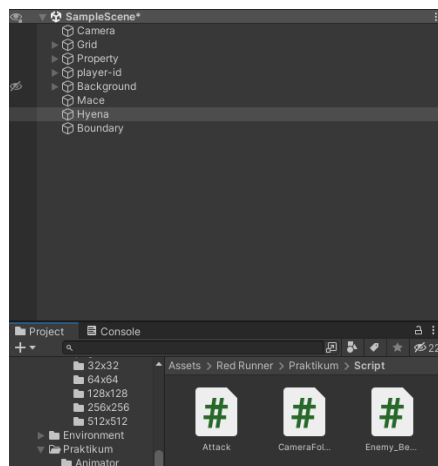 SampleScene*
Camera
Grid
Property
player-id
Background
Mace
Hyena
Boundary
Project
Console
22
32x32
64x64
128x128
256x256
512x512
Environment
Praktikum
Animator
Assets > Red Runner > Praktikum > Script
#
#
#
Attack
CameraFol...
Enemy_Be...